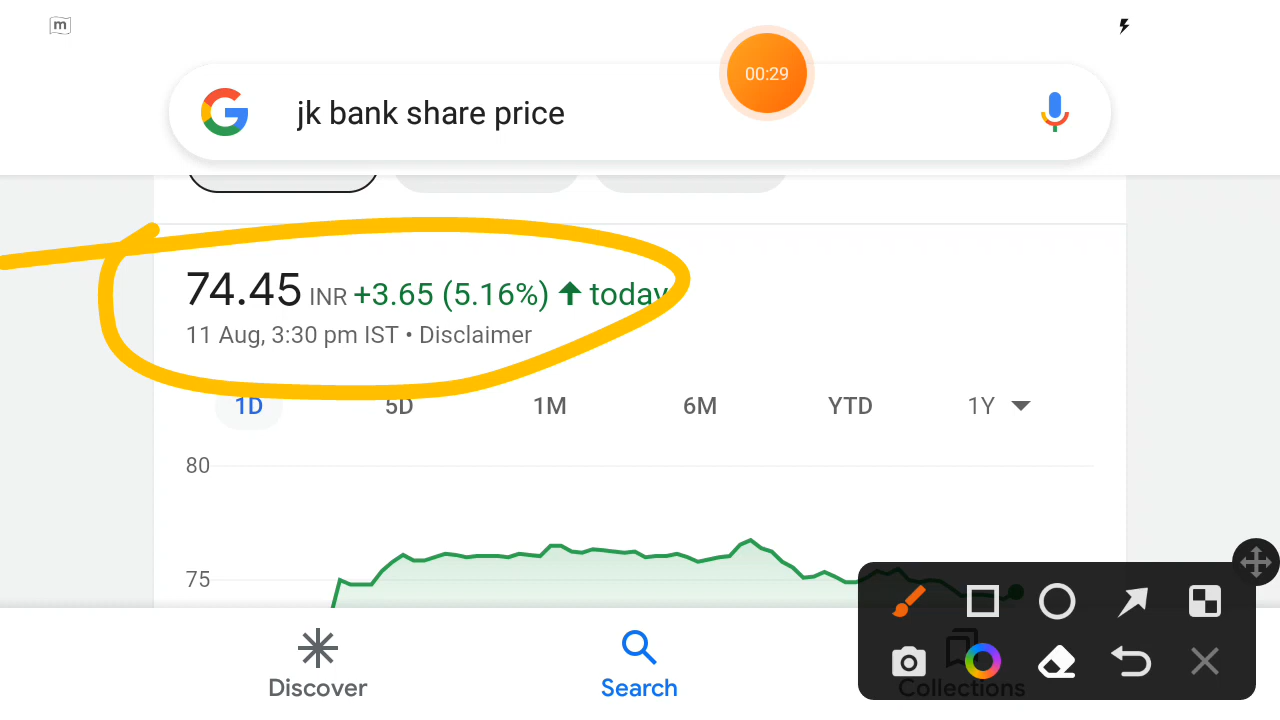 m
00:29
jk bank share price
74.45 INR +3.65 (5.16%) ↑ today
11 Aug, 3:30 pm IST • Disclaimer
1D 5D 1M 6M YTD 1Y
80
75
Discover Search Collections